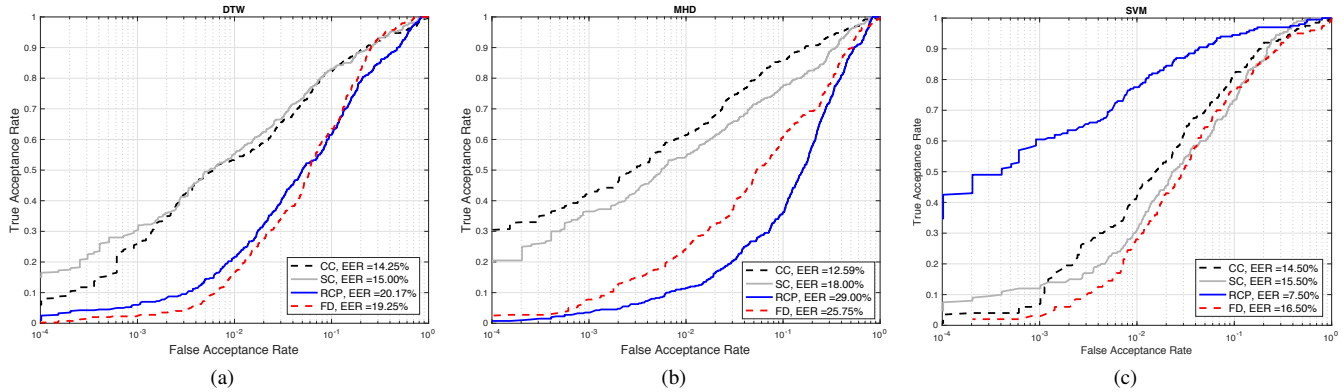 DTW
True Acceptance Rate
1
0.9
0.8
0.7
0.6
0.5
0.4
0.3
0.2
0.1
0
CC, EER =14.25%
SC, EER =15.00%
RCP, EER =20.17%
FD, EER =19.25%
10^-4 10^-3 10^-2 10^-1 10^0
False Acceptance Rate
(a)
MHD
True Acceptance Rate
1
0.9
0.8
0.7
0.6
0.5
0.4
0.3
0.2
0.1
0
CC, EER =12.59%
SC, EER =18.00%
RCP, EER =29.00%
FD, EER =25.75%
10^-4 10^-3 10^-2 10^-1 10^0
False Acceptance Rate
(b)
SVM
True Acceptance Rate
1
0.9
0.8
0.7
0.6
0.5
0.4
0.3
0.2
0.1
0
CC, EER =14.50%
SC, EER =15.50%
RCP, EER =7.50%
FD, EER =16.50%
10^-4 10^-3 10^-2 10^-1 10^0
False Acceptance Rate
(c)